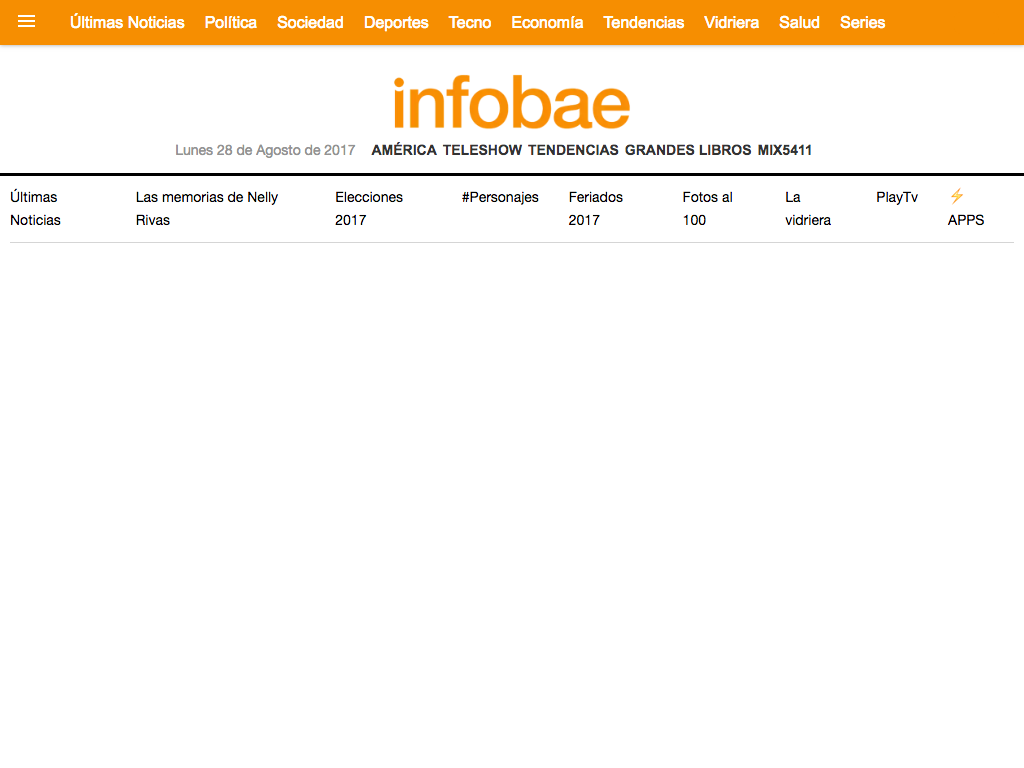 Últimas Noticias Política Sociedad Deportes Tecno Economía Tendencias Vidriera Salud Series
infobae
Lunes 28 de Agosto de 2017 AMÉRICA TELESHOW TENDENCIAS GRANDES LIBROS MIX5411
Últimas Noticias
Las memorias de Nelly Rivas
Elecciones 2017
#Personajes
Feriados 2017
Fotos al 100
La vidriera
PlayTv
⚡ APPS